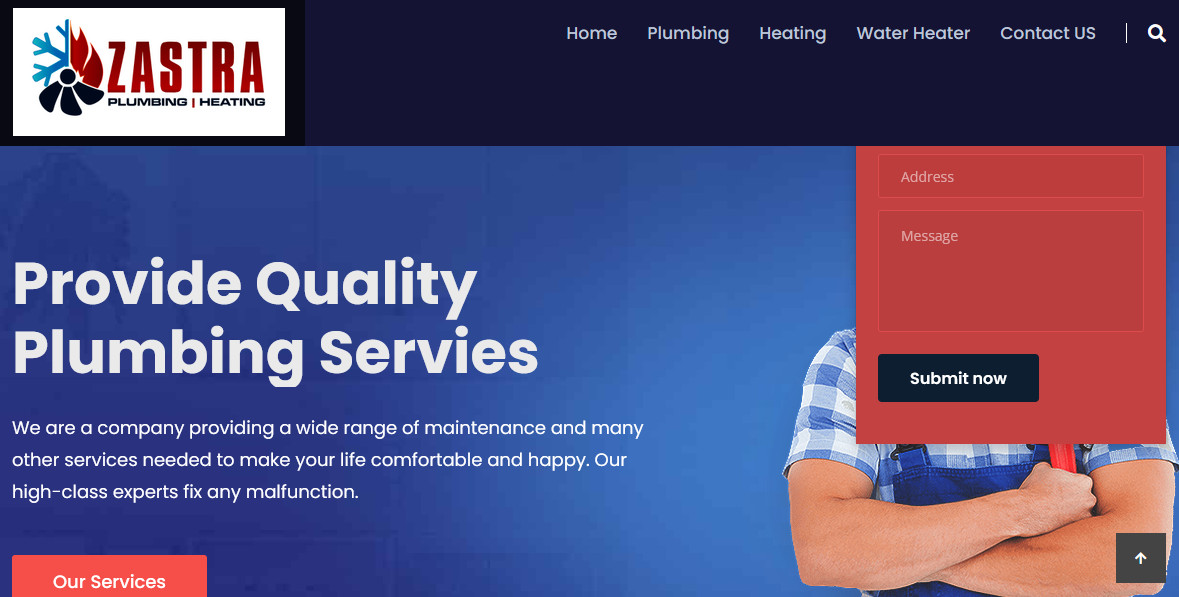 ZASTRA
PLUMBING | HEATING
Home Plumbing Heating Water Heater Contact US
Address
Message
Submit now
Provide Quality
Plumbing Servies
We are a company providing a wide range of maintenance and many
other services needed to make your life comfortable and happy. Our
high-class experts fix any malfunction.
Our Services